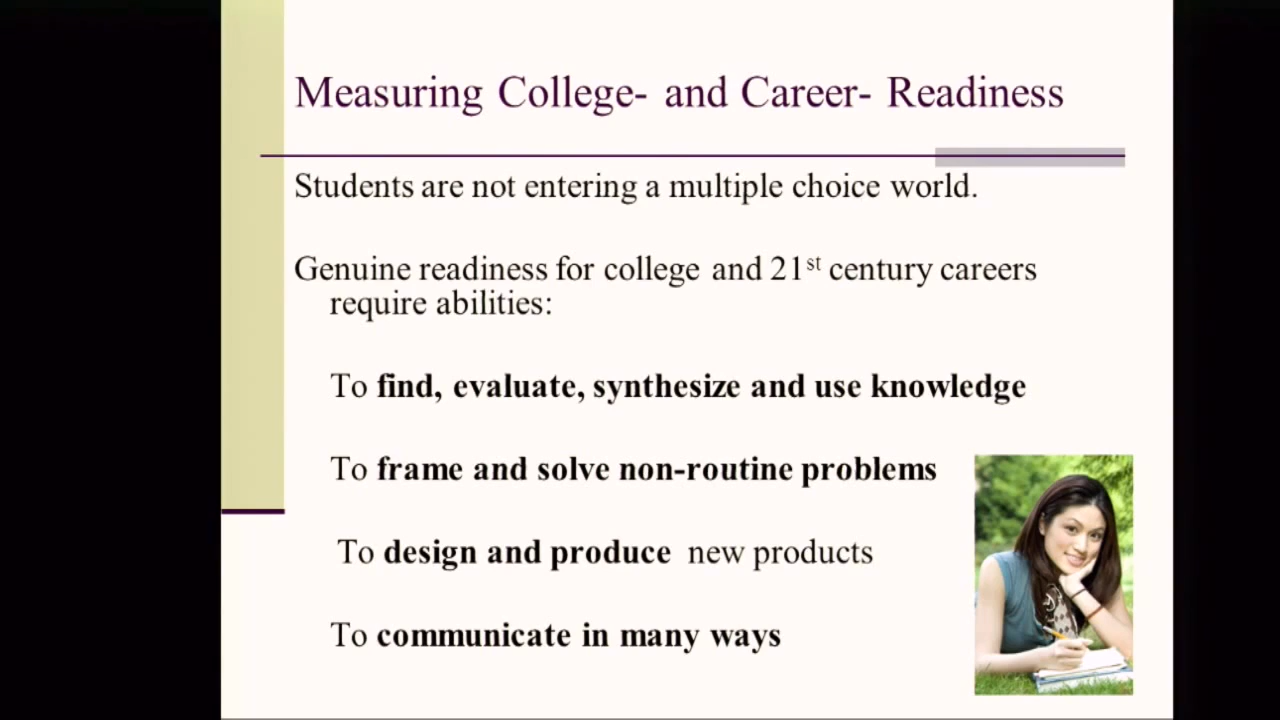 Measuring College- and Career- Readiness
Students are not entering a multiple choice world.
Genuine readiness for college and 21st century careers
require abilities:
To find, evaluate, synthesize and use knowledge
To frame and solve non-routine problems
To design and produce new products
To communicate in many ways